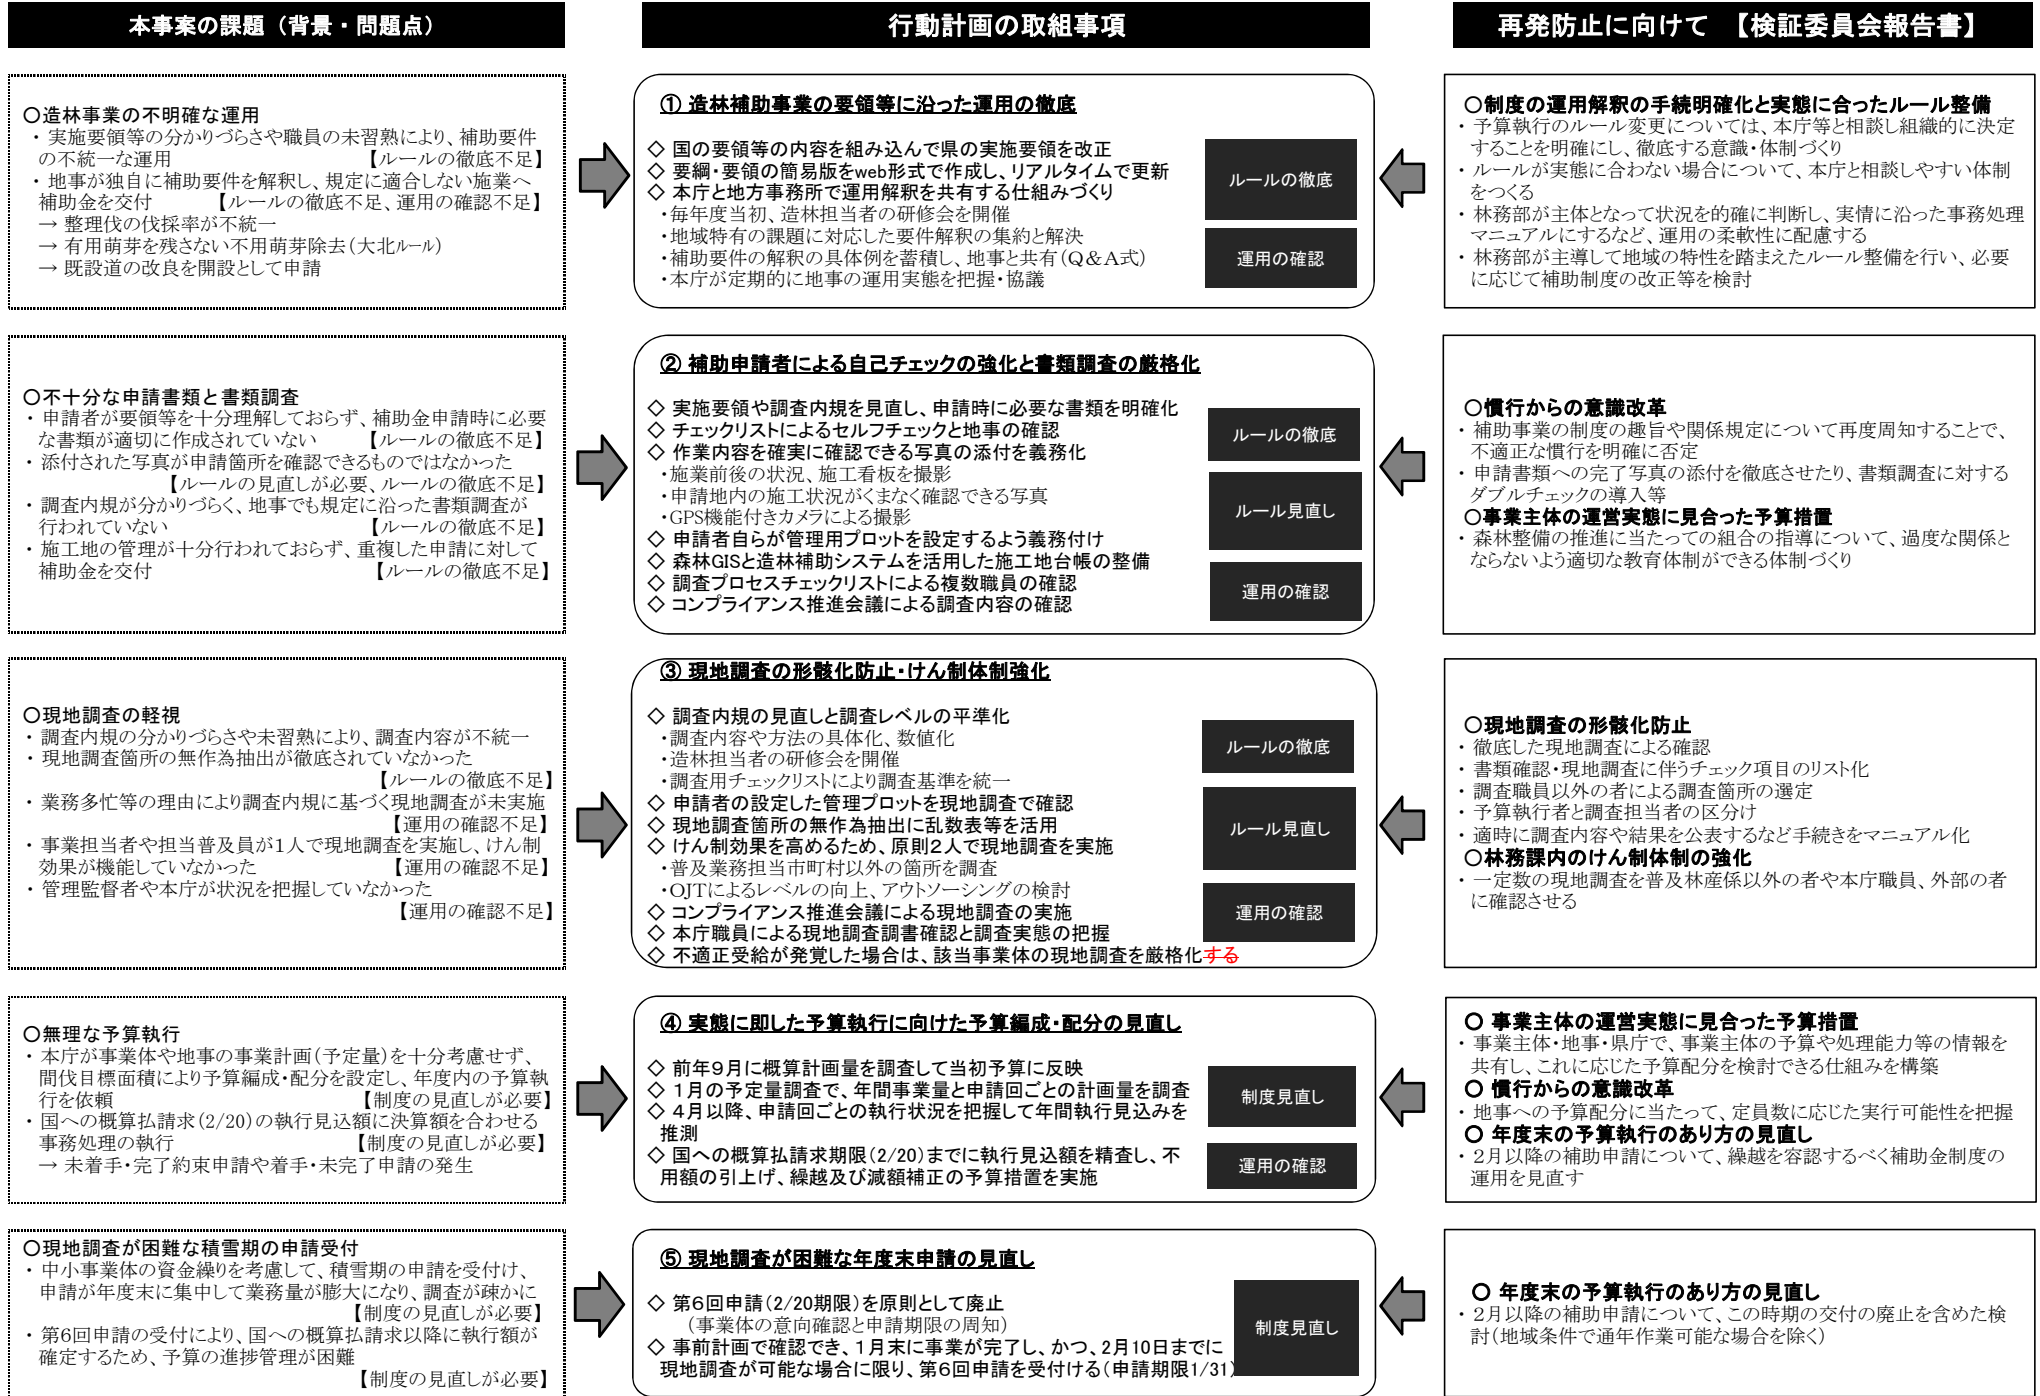 本事案の課題（背景・問題点）
行動計画の取組事項
再発防止に向けて　【検証委員会報告書】
○造林事業の不明確な運用
・ 実施要領等の分かりづらさや職員の未習熟により、補助要件
の不統一な運用　【ルールの徹底不足】
・ 地事が独自に補助要件を解釈し、規定に適合しない施業へ
補助金を交付　【ルールの徹底不足、運用の確認不足】
→ 整理伐の伐採率が不統一
→ 有用萌芽を残さない不用萌芽除去（大北ルール）
→ 既設道の改良を開設として申請
① 造林補助事業の要領等に沿った運用の徹底
◇ 国の要領等の内容を組み込んで県の実施要領を改正
◇ 要綱・要領の簡易版をweb形式で作成し、リアルタイムで更新
◇ 本庁と地方事務所で運用解釈を共有する仕組みづくり
・毎年度当初、造林担当者の研修会を開催
・地域特有の課題に対応した要件解釈の集約と解決
・補助要件の解釈の具体例を蓄積し、地事と共有（Q＆A式）
・本庁が定期的に地事の運用実態を把握・協議
ルールの徹底
運用の確認
○制度の運用解釈の手続明確化と実態に合ったルール整備
・ 予算執行のルール変更については、本庁等と相談し組織的に決定
することを明確にし、徹底する意識・体制づくり
・ ルールが実態に合わない場合について、本庁と相談しやすい体制
をつくる
・ 林務部が主体となって状況を的確に判断し、実情に沿った事務処理
マニュアルにするなど、運用の柔軟性に配慮する
・ 林務部が主導して地域の特性を踏まえたルール整備を行い、必要
に応じて補助制度の改正等を検討
○不十分な申請書類と書類調査
・ 申請者が要領等を十分理解しておらず、補助金申請時に必要
な書類が適切に作成されていない　【ルールの徹底不足】
・ 添付された写真が申請箇所を確認できるものではなかった
【ルールの見直しが必要、ルールの徹底不足】
・ 調査内規が分かりづらく、地事でも規定に沿った書類調査が
行われていない　【ルールの徹底不足】
・ 施工地の管理が十分行われておらず、重複した申請に対して
補助金を交付　【ルールの徹底不足】
② 補助申請者による自己チェックの強化と書類調査の厳格化
◇ 実施要領や調査内規を見直し、申請時に必要な書類を明確化
◇ チェックリストによるセルフチェックと地事の確認
◇ 作業内容を確実に確認できる写真の添付を義務化
・施業前後の状況、施工看板を撮影
・申請地内の施工状況がくまなく確認できる写真
・GPS機能付きカメラによる撮影
◇ 申請者自らが管理用プロットを設定するよう義務付け
◇ 森林GISと造林補助システムを活用した施工地台帳の整備
◇ 調査プロセスチェックリストによる複数職員の確認
◇ コンプライアンス推進会議による調査内容の確認
ルールの徹底
ルール見直し
運用の確認
○慣行からの意識改革
・ 補助事業の制度の趣旨や関係規定について再度周知することで、
不適正な慣行を明確に否定
・ 申請書類への完了写真の添付を徹底させたり、書類調査に対する
ダブルチェックの導入等
○事業主体の運営実態に見合った予算措置
・ 森林整備の推進に当たっての組合の指導について、過度な関係と
ならないよう適切な教育体制ができる体制づくり
○現地調査の軽視
・ 調査内規の分かりづらさや未習熟により、調査内容が不統一
・ 現地調査箇所の無作為抽出が徹底されていなかった
【ルールの徹底不足】
・ 業務多忙等の理由により調査内規に基づく現地調査が未実施
【運用の確認不足】
・ 事業担当者や担当普及員が１人で現地調査を実施し、けん制
効果が機能していなかった　【運用の確認不足】
・ 管理監督者や本庁が状況を把握していなかった
【運用の確認不足】
③ 現地調査の形骸化防止・けん制体制強化
◇ 調査内規の見直しと調査レベルの平準化
・調査内容や方法の具体化、数値化
・造林担当者の研修会を開催
・調査用チェックリストにより調査基準を統一
◇ 申請者の設定した管理プロットを現地調査で確認
◇ 現地調査箇所の無作為抽出に乱数表等を活用
◇ けん制効果を高めるため、原則２人で現地調査を実施
・普及業務担当市町村以外の箇所を調査
・OJTによるレベルの向上、アウトソーシングの検討
◇ コンプライアンス推進会議による現地調査の実施
◇ 本庁職員による現地調査調書確認と調査実態の把握
◇ 不適正受給が発覚した場合は、該当事業体の現地調査を厳格化する
ルールの徹底
ルール見直し
運用の確認
○現地調査の形骸化防止
・ 徹底した現地調査による確認
・ 書類確認・現地調査に伴うチェック項目のリスト化
・ 調査職員以外の者による調査箇所の選定
・ 予算執行者と調査担当者の区分け
・ 適時に調査内容や結果を公表するなど手続きをマニュアル化
○林務課内のけん制体制の強化
・ 一定数の現地調査を普及林産係以外の者や本庁職員、外部の者
に確認させる
○無理な予算執行
・ 本庁が事業体や地事の事業計画（予定量）を十分考慮せず、
間伐目標面積により予算編成・配分を設定し、年度内の予算執
行を依頼　【制度の見直しが必要】
・ 国への概算払請求（2/20）の執行見込額に決算額を合わせる
事務処理の執行　【制度の見直しが必要】
→ 未着手・完了約束申請や着手・未完了申請の発生
④ 実態に即した予算執行に向けた予算編成・配分の見直し
◇ 前年９月に概算計画量を調査して当初予算に反映
◇ １月の予定量調査で、年間事業量と申請回ごとの計画量を調査
◇ ４月以降、申請回ごとの執行状況を把握して年間執行見込みを
推測
◇ 国への概算払請求期限（2/20）までに執行見込額を精査し、不
用額の引上げ、繰越及び減額補正の予算措置を実施
制度見直し
運用の確認
○ 事業主体の運営実態に見合った予算措置
・ 事業主体・地事・県庁で、事業主体の予算や処理能力等の情報を
共有し、これに応じた予算配分を検討できる仕組みを構築
○ 慣行からの意識改革
・ 地事への予算配分に当たって、定員数に応じた実行可能性を把握
○ 年度末の予算執行のあり方の見直し
・ ２月以降の補助申請について、繰越を容認するべく補助金制度の
運用を見直す
○現地調査が困難な積雪期の申請受付
・ 中小事業体の資金繰りを考慮して、積雪期の申請を受付け、
申請が年度末に集中して業務量が膨大になり、調査が疎かに
【制度の見直しが必要】
・ 第６回申請の受付により、国への概算払請求以降に執行額が
確定するため、予算の進捗管理が困難
【制度の見直しが必要】
⑤ 現地調査が困難な年度末申請の見直し
◇ 第６回申請（2/20期限）を原則として廃止
（事業体の意向確認と申請期限の周知）
◇ 事前計画で確認でき、１月末に事業が完了し、かつ、2月10日までに
現地調査が可能な場合に限り、第６回申請を受付ける（申請期限1/31）
制度見直し
○ 年度末の予算執行のあり方の見直し
・ ２月以降の補助申請について、この時期の交付の廃止を含めた検
討（地域条件で通年作業可能な場合を除く）